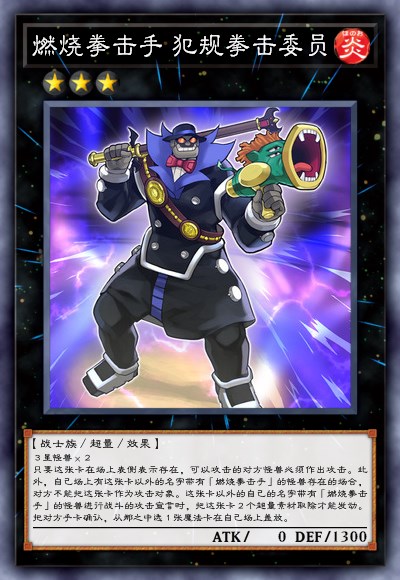 燃烧拳击手 犯规拳击委员
ほのお
炎
【战士族／超量／效果】
３星怪兽×２
只要这张卡在场上表侧表示存在，可以攻击的对方怪兽必须作出攻击。此
外，自己场上有这张卡以外的名字带有「燃烧拳击手」的怪兽存在的场合，
对方不能把这张卡作为攻击对象。这张卡以外的自己的名字带有「燃烧拳击
手」的怪兽进行战斗的攻击宣言时，把这张卡２个超量素材取除才能发动。
把对方手卡确认，从那之中选１张魔法卡在自己场上盖放。
ATK/ 0 DEF/1300